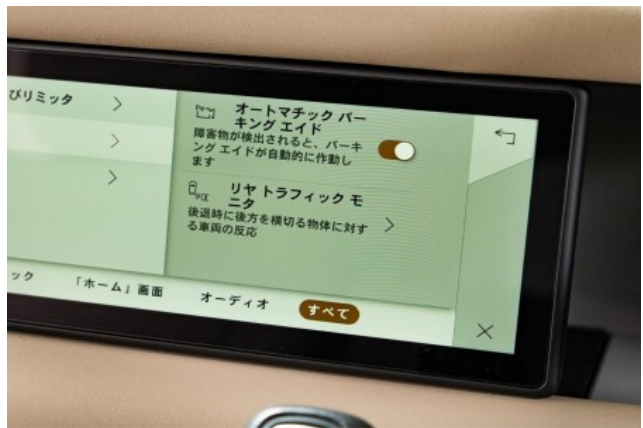 びリミッタ
オートマチック パー
キング エイド
障害物が検出されると、パーキ
ング エイドが自動的に作動し
ます
リヤ トラフィック モ
ニタ
後退時に後方を横切る物体に対す
る車両の反応
ック
「ホーム」画面
オーディオ
すべて